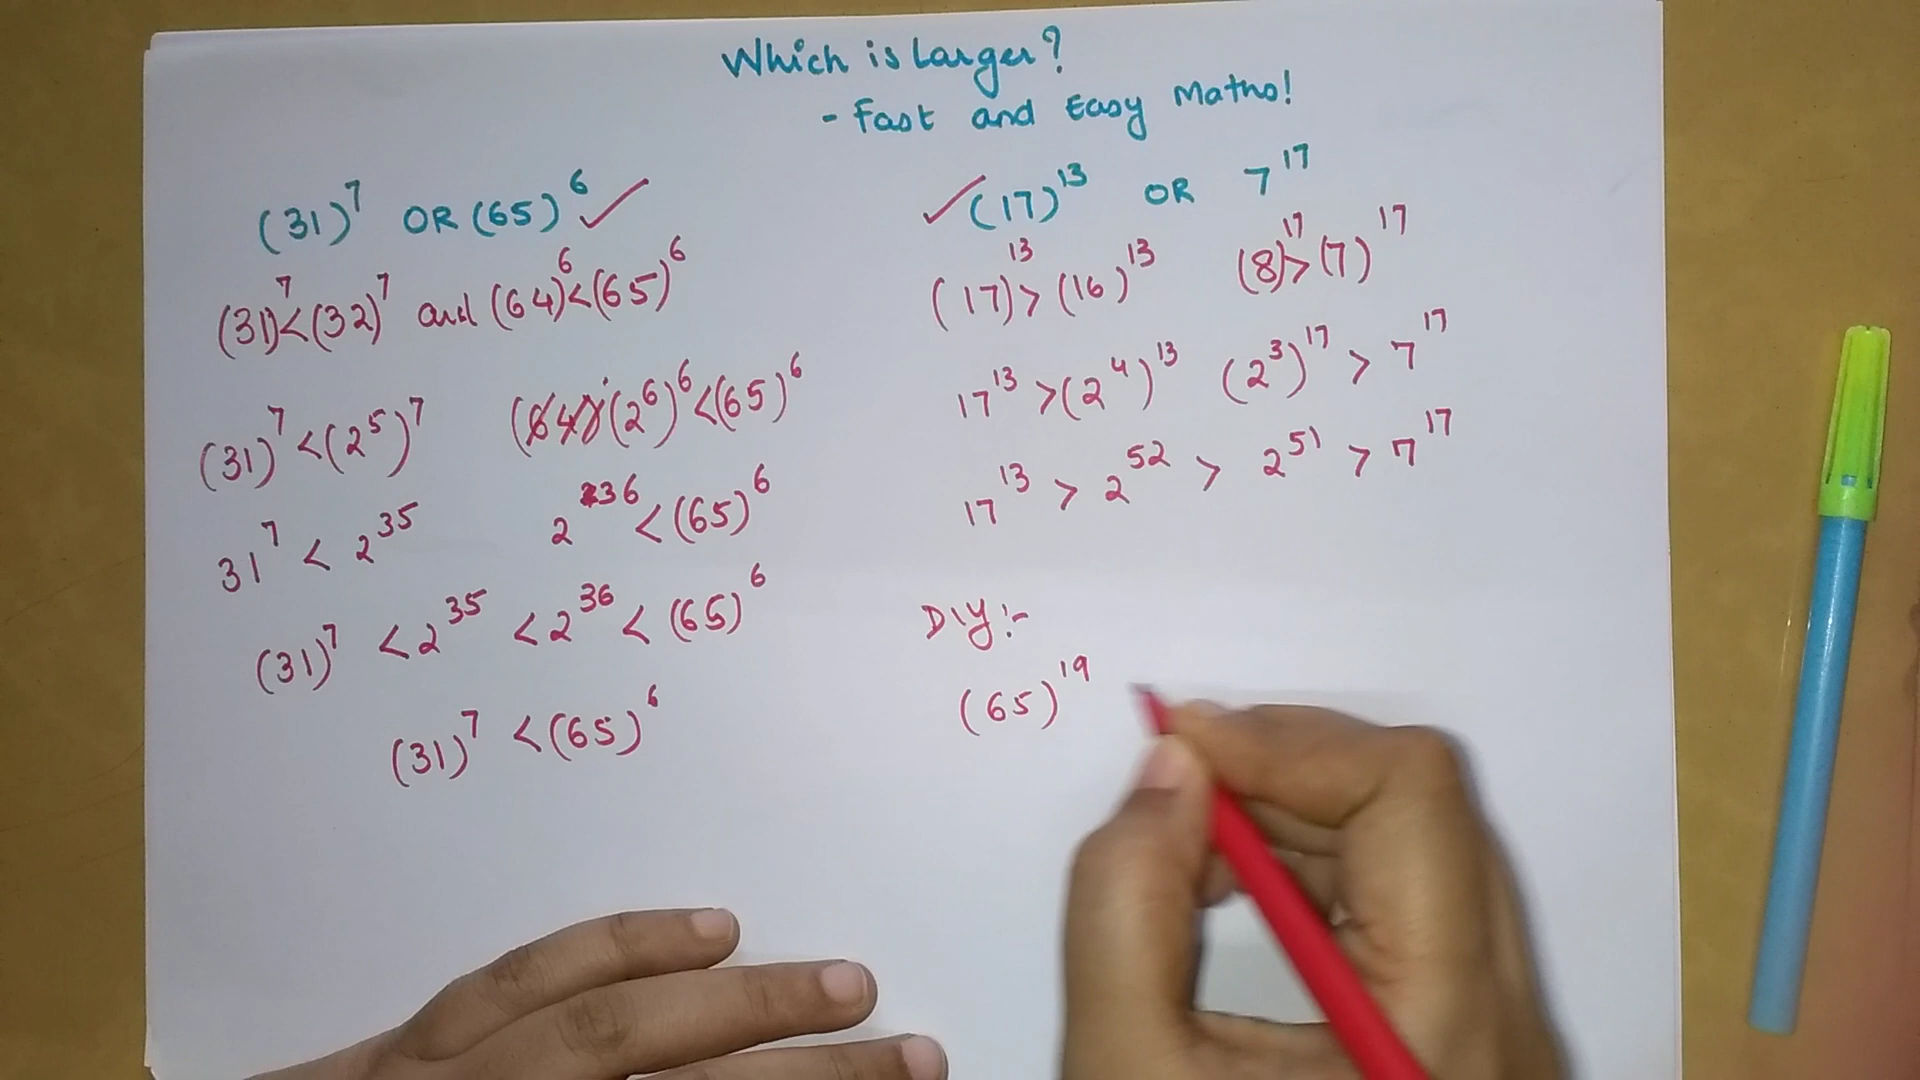 Which is Larger?
- Fast and Easy Maths!
(31)^7 OR (65)^6 ✓
(31)^7 < (32)^7 and (64)^6 < (65)^6
(31)^7 < (2^5)^7 (2^6)^6 < (65)^6
31^7 < 2^35 2^36 < (65)^6
(31)^7 < 2^35 < 2^36 < (65)^6
(31)^7 < (65)^6
✓ (17)^13 OR 7^17
(17)^13 > (16)^13 (8)^17 > (7)^17
17^13 > (2^4)^13 (2^3)^17 > 7^17
17^13 > 2^52 > 2^51 > 7^17
DIY :-
(65)^19